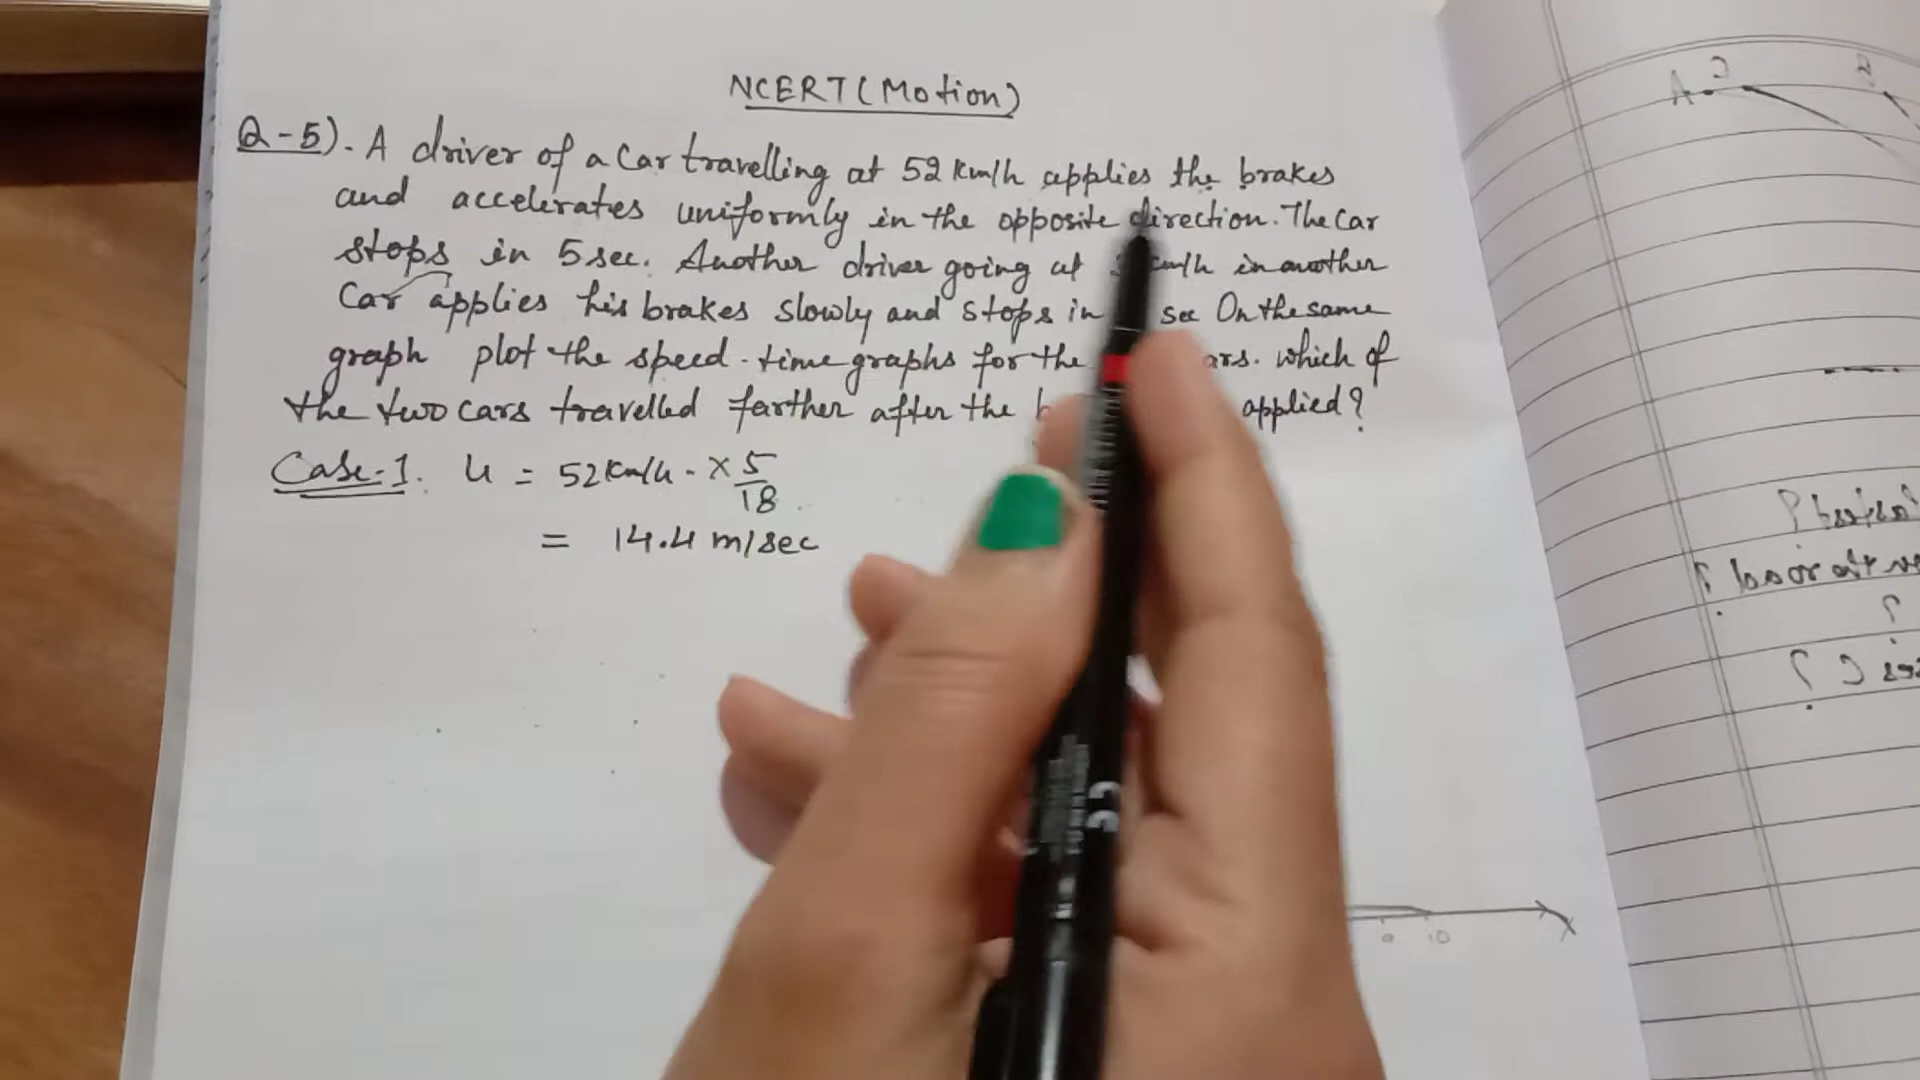 NCERT (Motion)
Q-5). A driver of a Car travelling at 52 km/h applies the brakes
and accelerates uniformly in the opposite direction. The Car
stops in 5 sec. Another driver going at km/h in another
Car applies his brakes slowly and stops in sec On the same
graph plot the speed-time graphs for the which of
the two cars travelled farther after the applied?
Case-1. u = 52 km/h × 5/18
= 14.4 m/sec
A
9 10 X
CE